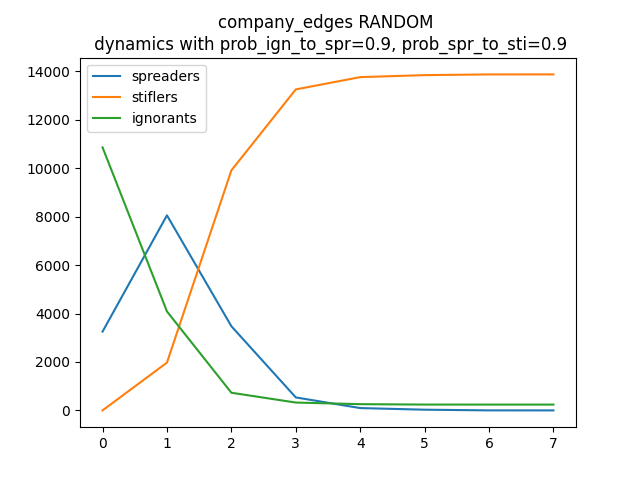 company_edges RANDOM
dynamics with prob_ign_to_spr=0.9, prob_spr_to_sti=0.9
spreaders
stiflers
ignorants
14000
12000
10000
8000
6000
4000
2000
0
0 1 2 3 4 5 6 7